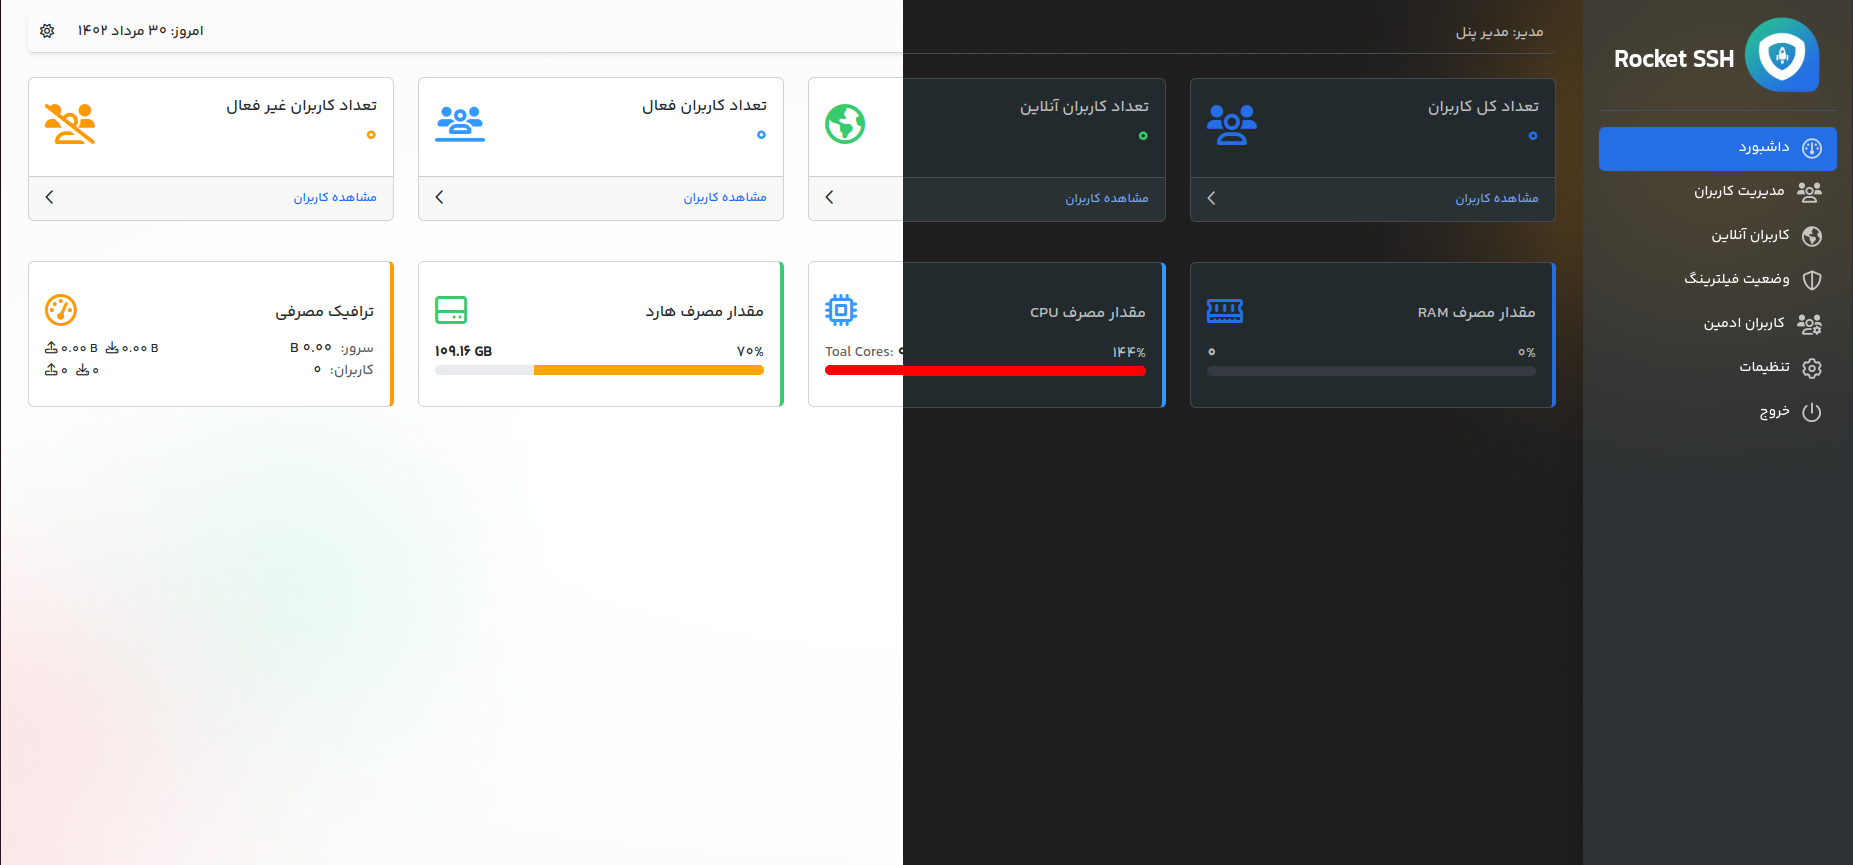 Rocket SSH
داشبورد
مدیریت کاربران
کاربران آنلاین
وضعیت فیلترینگ
کاربران ادمین
تنظیمات
خروج
مدیر: مدیر پنل
امروز: ۳۰ مرداد ۱۴۰۲
تعداد کل کاربران
۰
مشاهده کاربران
تعداد کاربران آنلاین
۰
مشاهده کاربران
تعداد کاربران فعال
۰
مشاهده کاربران
تعداد کاربران غیر فعال
۰
مشاهده کاربران
مقدار مصرف RAM
۰% ۰
مقدار مصرف CPU
۱۴۴% Toal Cores:
مقدار مصرف هارد
۷۰% ۱۰۹.۱۶ GB
ترافیک مصرفی
سرور: ۰.۰۰ B ۰.۰۰ B ۰.۰۰ B
کاربران: ۰ ۰ ۰